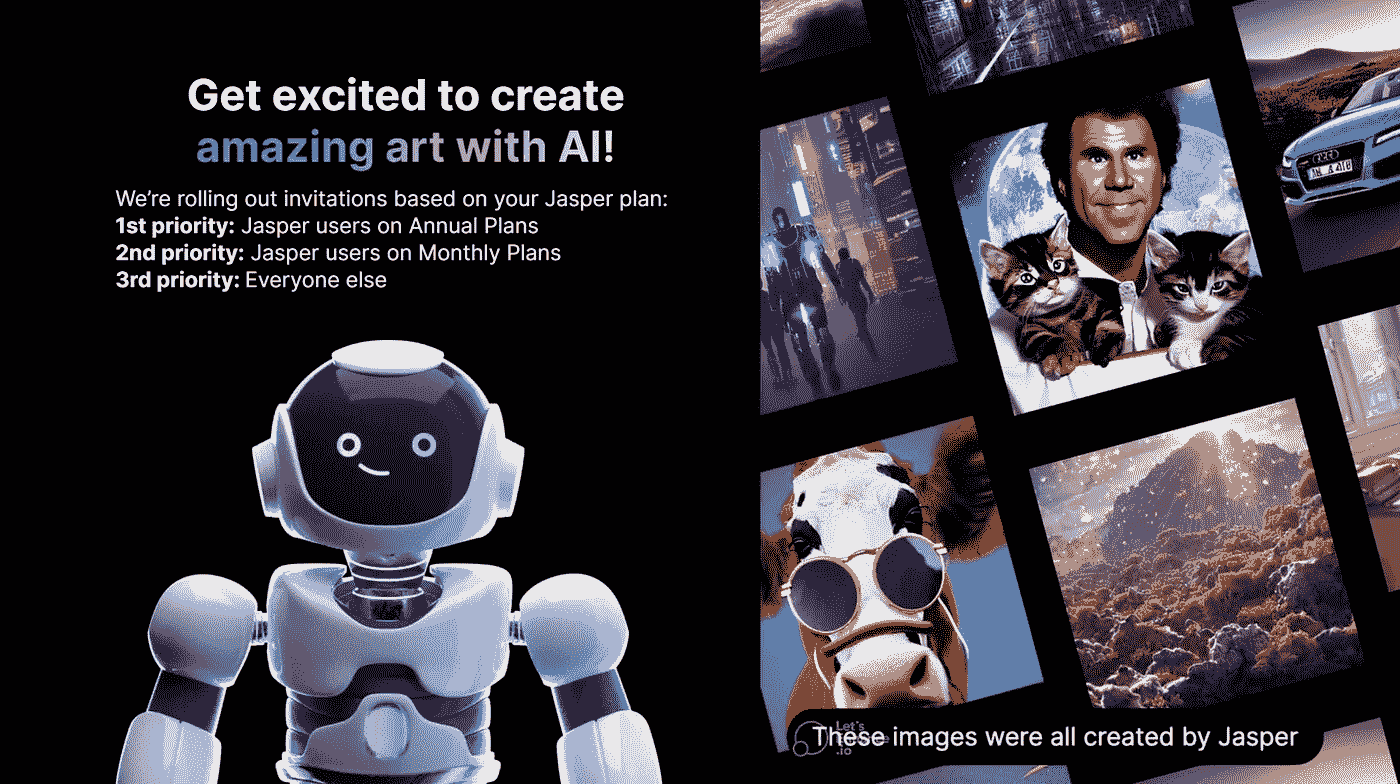 Get excited to create
amazing art with AI!
We're rolling out invitations based on your Jasper plan:
1st priority: Jasper users on Annual Plans
2nd priority: Jasper users on Monthly Plans
3rd priority: Everyone else
Let's
.io
These images were all created by Jasper